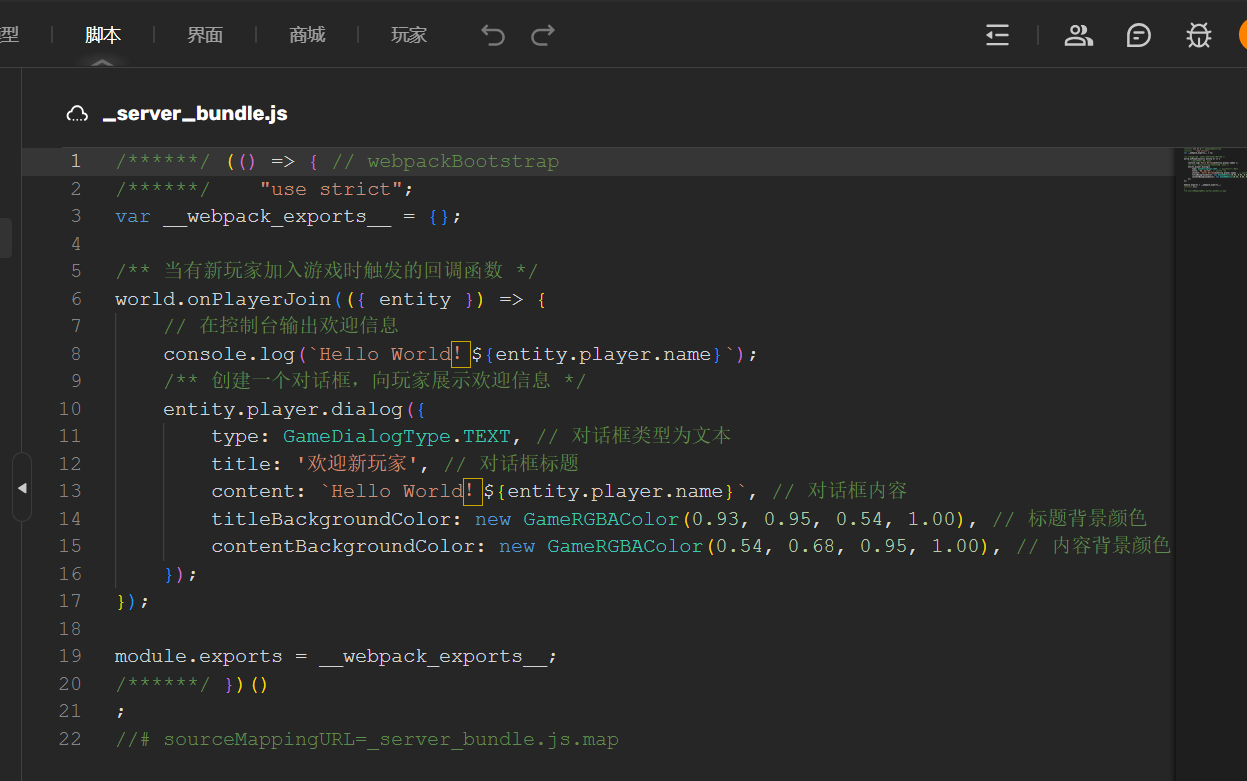 型 脚本 界面 商城 玩家
_server_bundle.js
1 /******/ (() => { // webpackBootstrap
2 /******/ "use strict";
3 var __webpack_exports__ = {};
4
5 /** 当有新玩家加入游戏时触发的回调函数 */
6 world.onPlayerJoin(({ entity }) => {
7 // 在控制台输出欢迎信息
8 console.log(`Hello World！${entity.player.name}`);
9 /** 创建一个对话框，向玩家展示欢迎信息 */
10 entity.player.dialog({
11 type: GameDialogType.TEXT, // 对话框类型为文本
12 title: '欢迎新玩家', // 对话框标题
13 content: `Hello World！${entity.player.name}`, // 对话框内容
14 titleBackgroundColor: new GameRGBAColor(0.93, 0.95, 0.54, 1.00), // 标题背景颜色
15 contentBackgroundColor: new GameRGBAColor(0.54, 0.68, 0.95, 1.00), // 内容背景颜色
16 });
17 });
18
19 module.exports = __webpack_exports__;
20 /******/ })()
21 ;
22 //# sourceMappingURL=_server_bundle.js.map